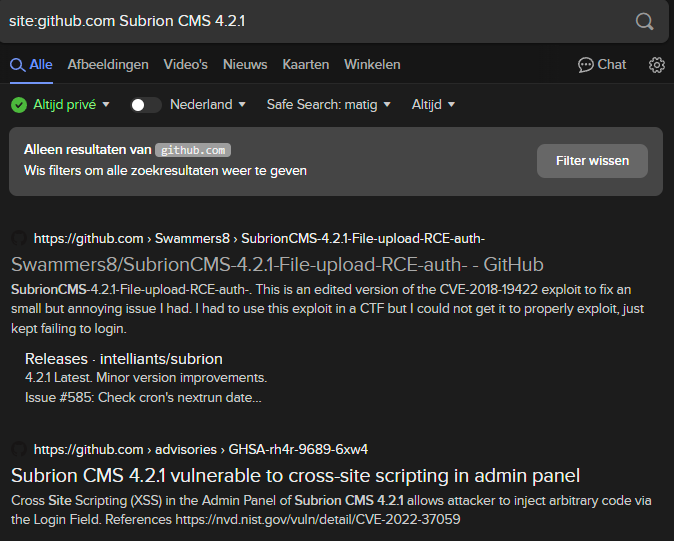 site:github.com Subrion CMS 4.2.1
Alle Afbeeldingen Video's Nieuws Kaarten Winkelen Chat
Altijd privé Nederland Safe Search: matig Altijd
Alleen resultaten van github.com
Wis filters om alle zoekresultaten weer te geven
Filter wissen
https://github.com › Swammers8 › SubrionCMS-4.2.1-File-upload-RCE-auth-
Swammers8/SubrionCMS-4.2.1-File-upload-RCE-auth- - GitHub
SubrionCMS-4.2.1-File-upload-RCE-auth-. This is an edited version of the CVE-2018-19422 exploit to fix an
small but annoying issue I had. I had to use this exploit in a CTF but I could not get it to properly exploit, just
kept failing to login.
Releases · intelliants/subrion
4.2.1 Latest. Minor version improvements.
Issue #585: Check cron's nextrun date...
https://github.com › advisories › GHSA-rh4r-9689-6xw4
Subrion CMS 4.2.1 vulnerable to cross-site scripting in admin panel
Cross Site Scripting (XSS) in the Admin Panel of Subrion CMS 4.2.1 allows attacker to inject arbitrary code via
the Login Field. References https://nvd.nist.gov/vuln/detail/CVE-2022-37059